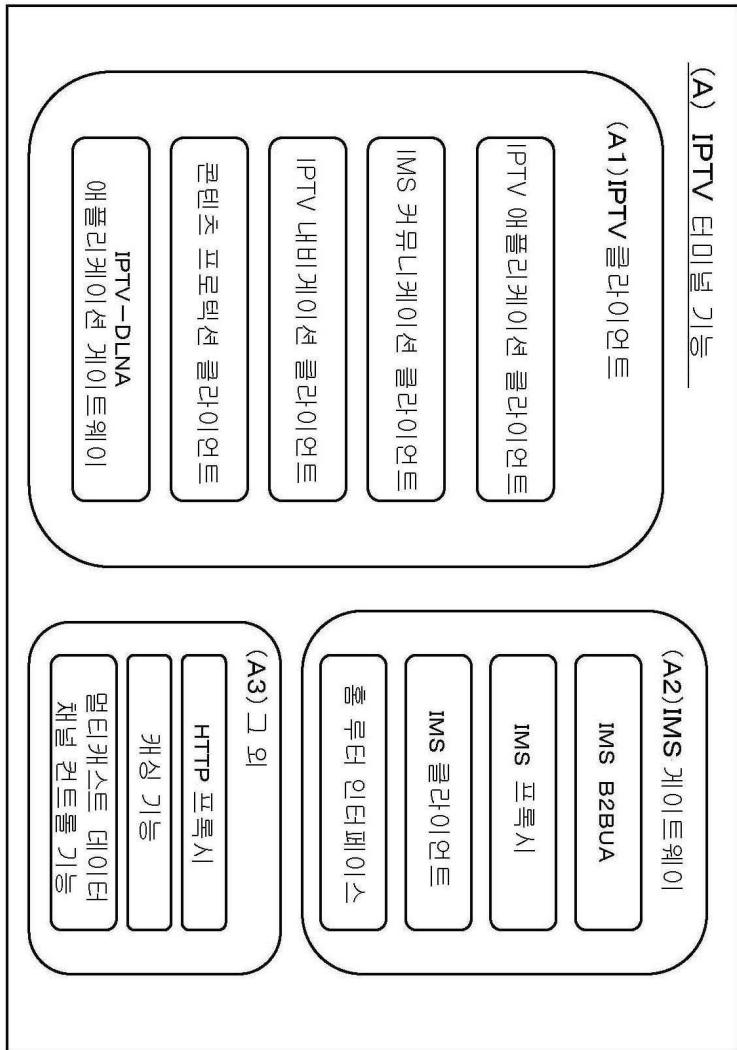 (A) IPTV 터미널 기능
(A1)IPTV클라이언트
IPTV 애플리케이션 클라이언트
IMS 커뮤니케이션 클라이언트
IPTV 내비게이션 클라이언트
콘텐츠 프로텍션 클라이언트
IPTV-DLNA
애플리케이션 게이트웨이
(A2)IMS 게이트웨이
IMS B2BUA
IMS 프록시
IMS 클라이언트
홈 루터 인터페이스
(A3)그 외
HTTP 프록시
캐싱 기능
멀티캐스트 데이터
채널 컨트롤 기능